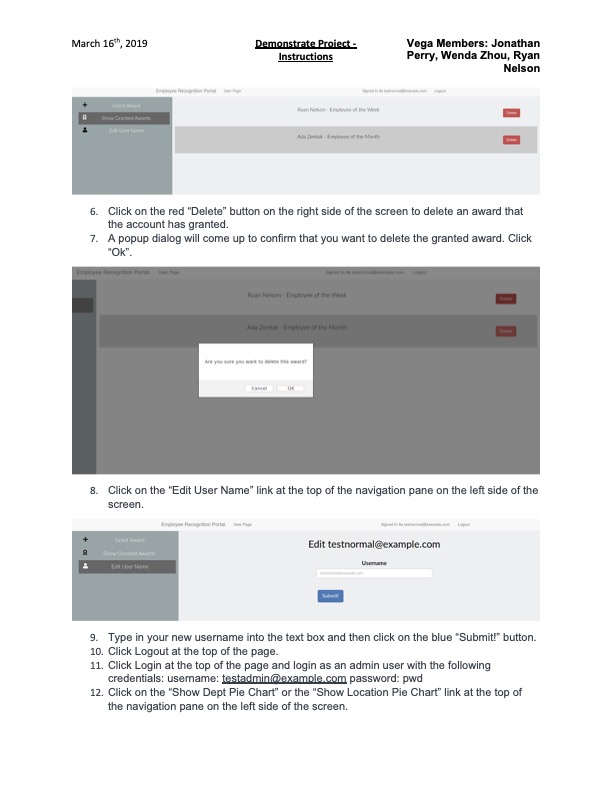 March 16th, 2019
Demonstrate Project -
Instructions
Vega Members: Jonathan
Perry, Wenda Zhou, Ryan
Nelson
Employee Recognition Portal User Page Signed In As testnormal@example.com Logout
Grant Award
Show Granted Awards
Edit User Name
Ryan Nelson - Employee of the Week Delete
Ada Zemlak - Employee of the Month Delete
6. Click on the red “Delete” button on the right side of the screen to delete an award that
the account has granted.
7. A popup dialog will come up to confirm that you want to delete the granted award. Click
“Ok”.
Employee Recognition Portal User Page Signed In As testnormal@example.com Logout
Ryan Nelson - Employee of the Week Delete
Ada Zemlak - Employee of the Month Delete
Are you sure you want to delete this award?
Cancel OK
8. Click on the “Edit User Name” link at the top of the navigation pane on the left side of the
screen.
Employee Recognition Portal User Page Signed In As testnormal@example.com Logout
Grant Award
Show Granted Awards
Edit User Name
Edit testnormal@example.com
Username
testnormal@example.com
Submit!
9. Type in your new username into the text box and then click on the blue “Submit!” button.
10. Click Logout at the top of the page.
11. Click Login at the top of the page and login as an admin user with the following
credentials: username: testadmin@example.com password: pwd
12. Click on the “Show Dept Pie Chart” or the “Show Location Pie Chart” link at the top of
the navigation pane on the left side of the screen.